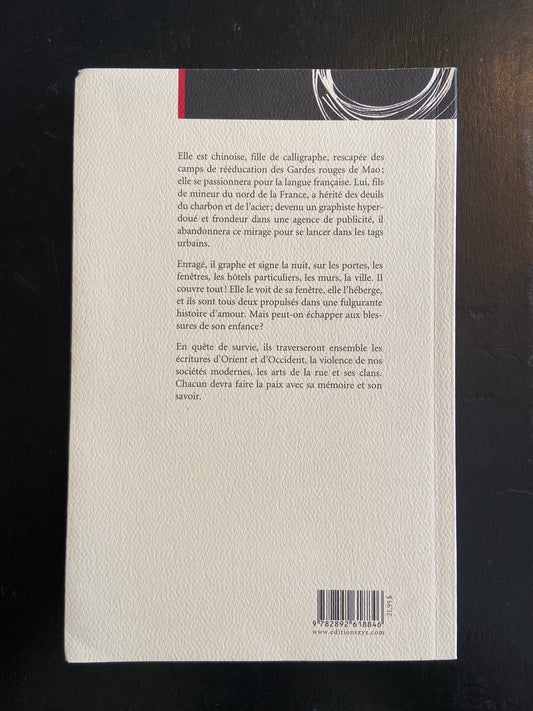 Elle est chinoise, fille de calligraphe, rescapée des
camps de rééducation des Gardes rouges de Mao ;
elle se passionnera pour la langue française. Lui, fils
de mineur du nord de la France, a hérité des deuils
du charbon et de l'acier ; devenu un graphiste hyper-
doué et frondeur dans une agence de publicité, il
abandonnera ce mirage pour se lancer dans les tags
urbains.
Enragé, il graphe et signe la nuit, sur les portes, les
fenêtres, les hôtels particuliers, les murs, la ville. Il
couvre tout ! Elle le voit de sa fenêtre, elle l'héberge,
et ils sont tous deux propulsés dans une fulgurante
histoire d'amour. Mais peut-on échapper aux bles-
sures de son enfance ?
En quête de survie, ils traverseront ensemble les
écritures d'Orient et d'Occident, la violence de nos
sociétés modernes, les arts de la rue et ses clans.
Chacun devra faire la paix avec sa mémoire et son
savoir.
21,95 $
9 782892 618846
www.editionsxyz.com